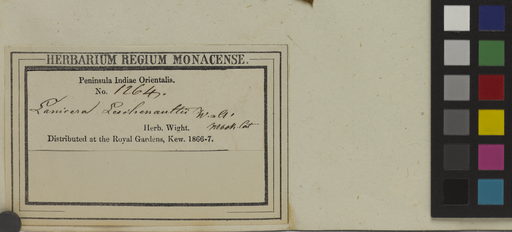 HERBARIUM REGIUM MONACENSE.
Peninsula Indiae Orientalis.
No. 1264.
Lonicera Leschenaultii Wall.
Herb. Wight.
Distributed at the Royal Gardens, Kew. 1866-7.